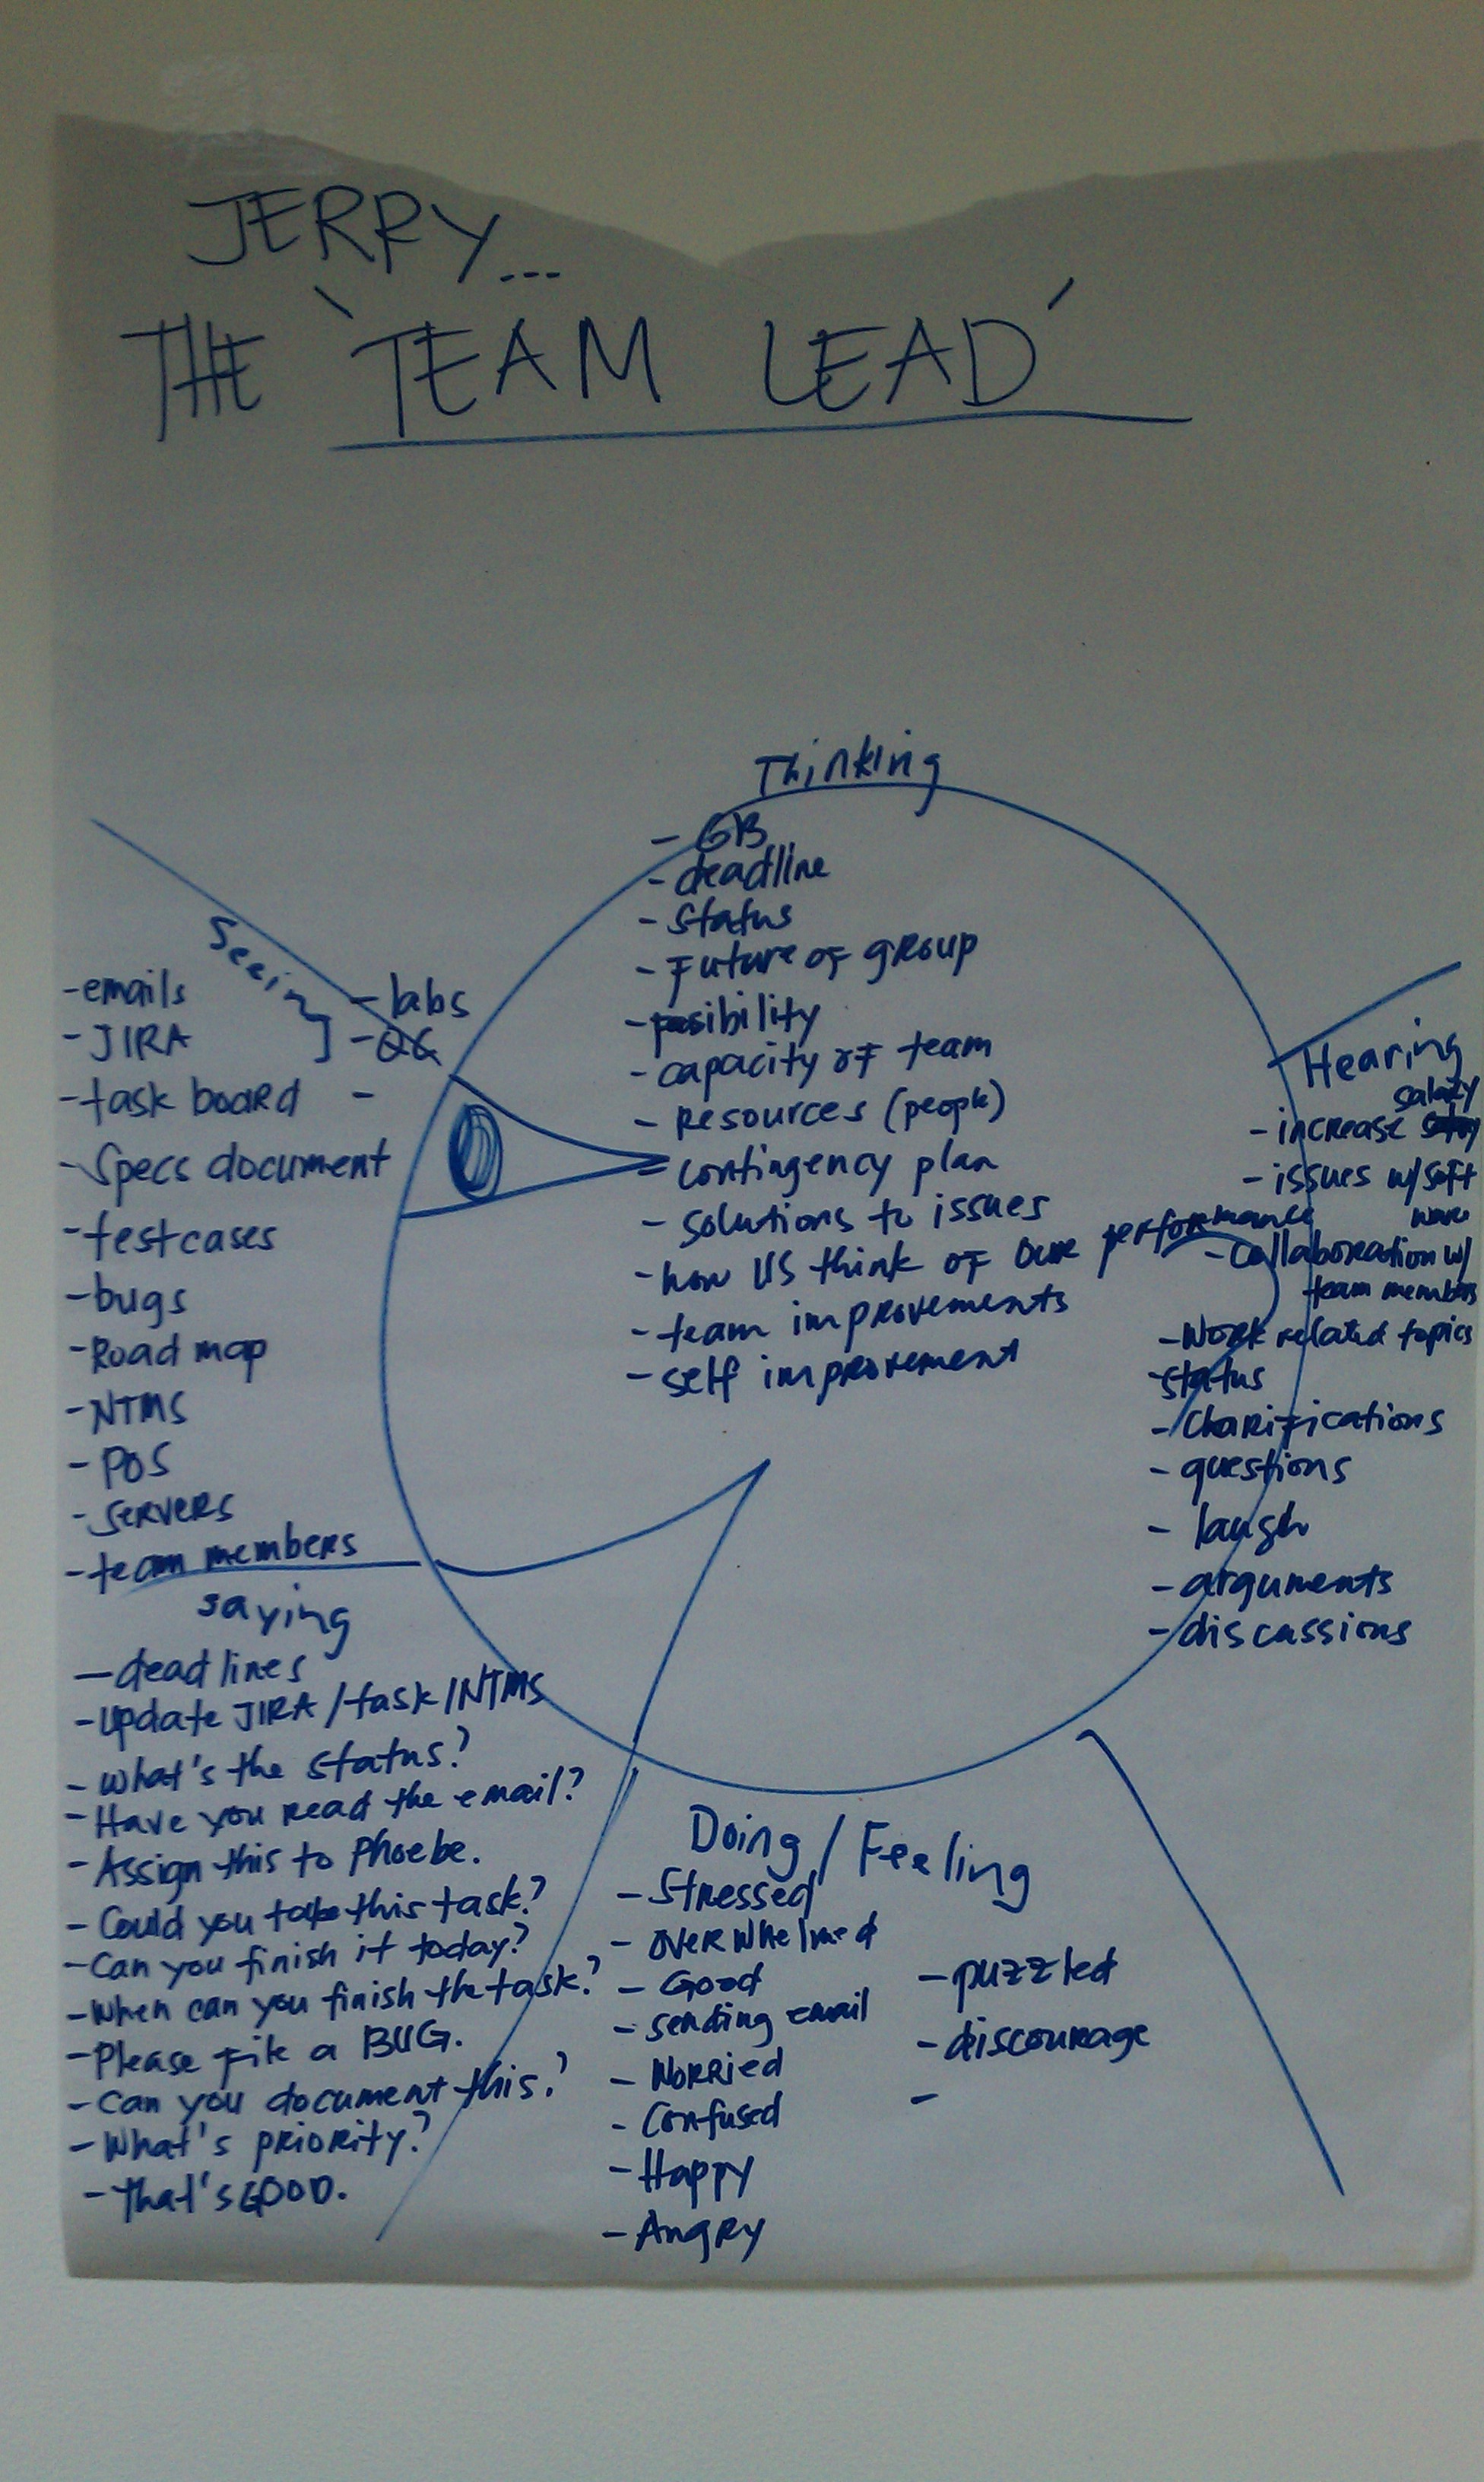 JERRY...
THE 'TEAM LEAD'
Thinking
- GB
- deadline
- status
- Future of group
- posibility
- capacity of team
- Resources (people)
- contingency plan
- solutions to issues
- how US think of our performance
- team improvements
- self improvement
Seeing
- emails
- JIRA
- task board
- Specs document
- testcases
- bugs
- Road map
- NTMS
- POS
- servers
- team members
- labs
-
Hearing
- increase salary
- issues w/ soft
ware
- collaboration w/
team members
- Work related topics
status
- Clarifications
- questions
- laugh
- arguments
- discussions
saying
- deadlines
- Update JIRA /task/NTMS
- What's the status?
- Have you read the email?
- Assign this to Phoebe.
- Could you take this task?
- Can you finish it today?
- When can you finish the task?
- Please file a BUG.
- Can you document this?
- What's priority?
- That's GOOD.
Doing / Feeling
- Stressed
- overwhelmed
- Good
- sending email
- Worried
- Confused
- Happy
- Angry
- puzzled
- discourage
-